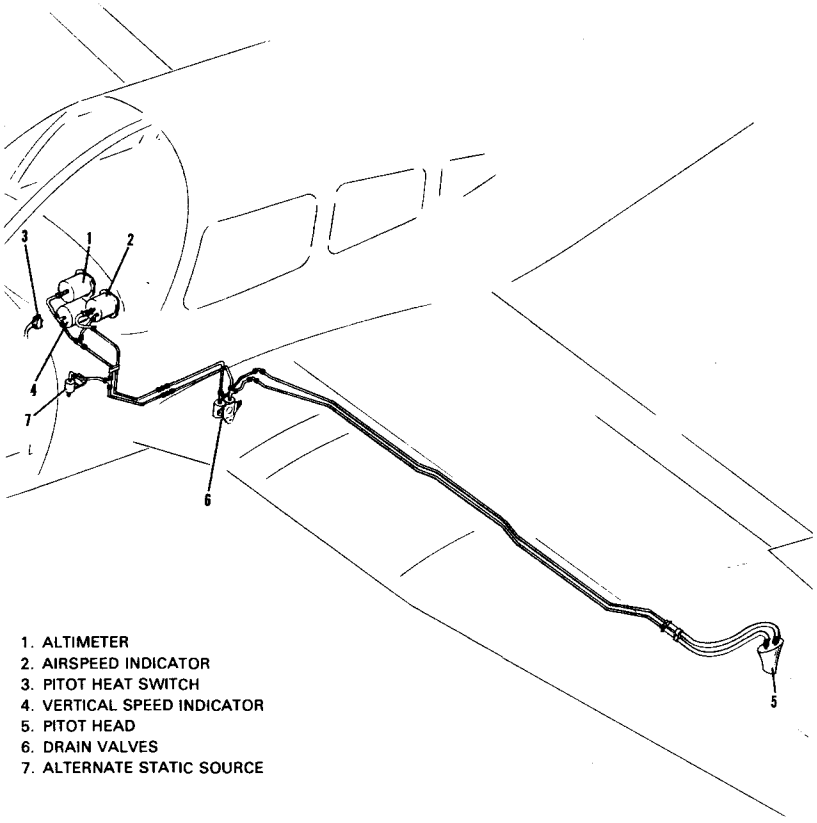 3
1
2
4
7
6
5
1. ALTIMETER
2. AIRSPEED INDICATOR
3. PITOT HEAT SWITCH
4. VERTICAL SPEED INDICATOR
5. PITOT HEAD
6. DRAIN VALVES
7. ALTERNATE STATIC SOURCE